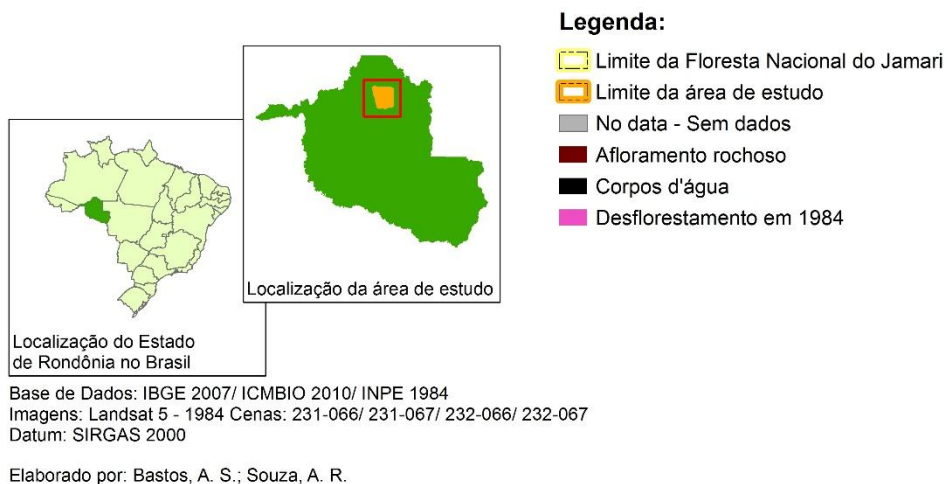 Legenda:
Limite da Floresta Nacional do Jamari
Limite da área de estudo
No data - Sem dados
Afloramento rochoso
Corpos d'água
Desflorestamento em 1984
Localização da área de estudo
Localização do Estado
de Rondônia no Brasil
Base de Dados: IBGE 2007/ ICMBIO 2010/ INPE 1984
Imagens: Landsat 5 - 1984 Cenas: 231-066/ 231-067/ 232-066/ 232-067
Datum: SIRGAS 2000
Elaborado por: Bastos, A. S.; Souza, A. R.